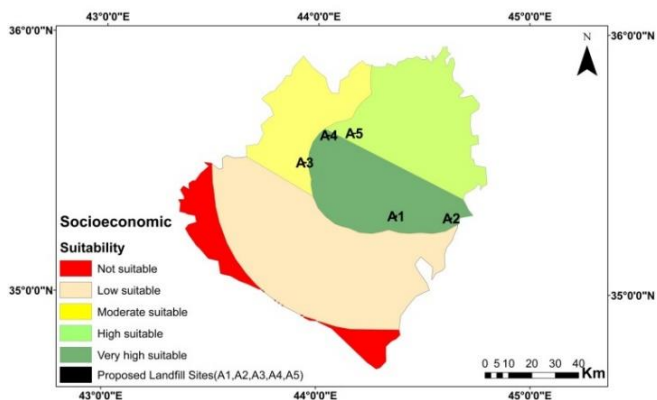 43°0'0"E 44°0'0"E 45°0'0"E
36°0'0"N 36°0'0"N
N
A4 A5
A3
A1 A2
Socioeconomic
Suitability
Not suitable
Low suitable
Moderate suitable
High suitable
Very high suitable
Proposed Landfill Sites(A1,A2,A3,A4,A5)
35°0'0"N 35°0'0"N
0 5 10 20 30 40 Km
43°0'0"E 44°0'0"E 45°0'0"E